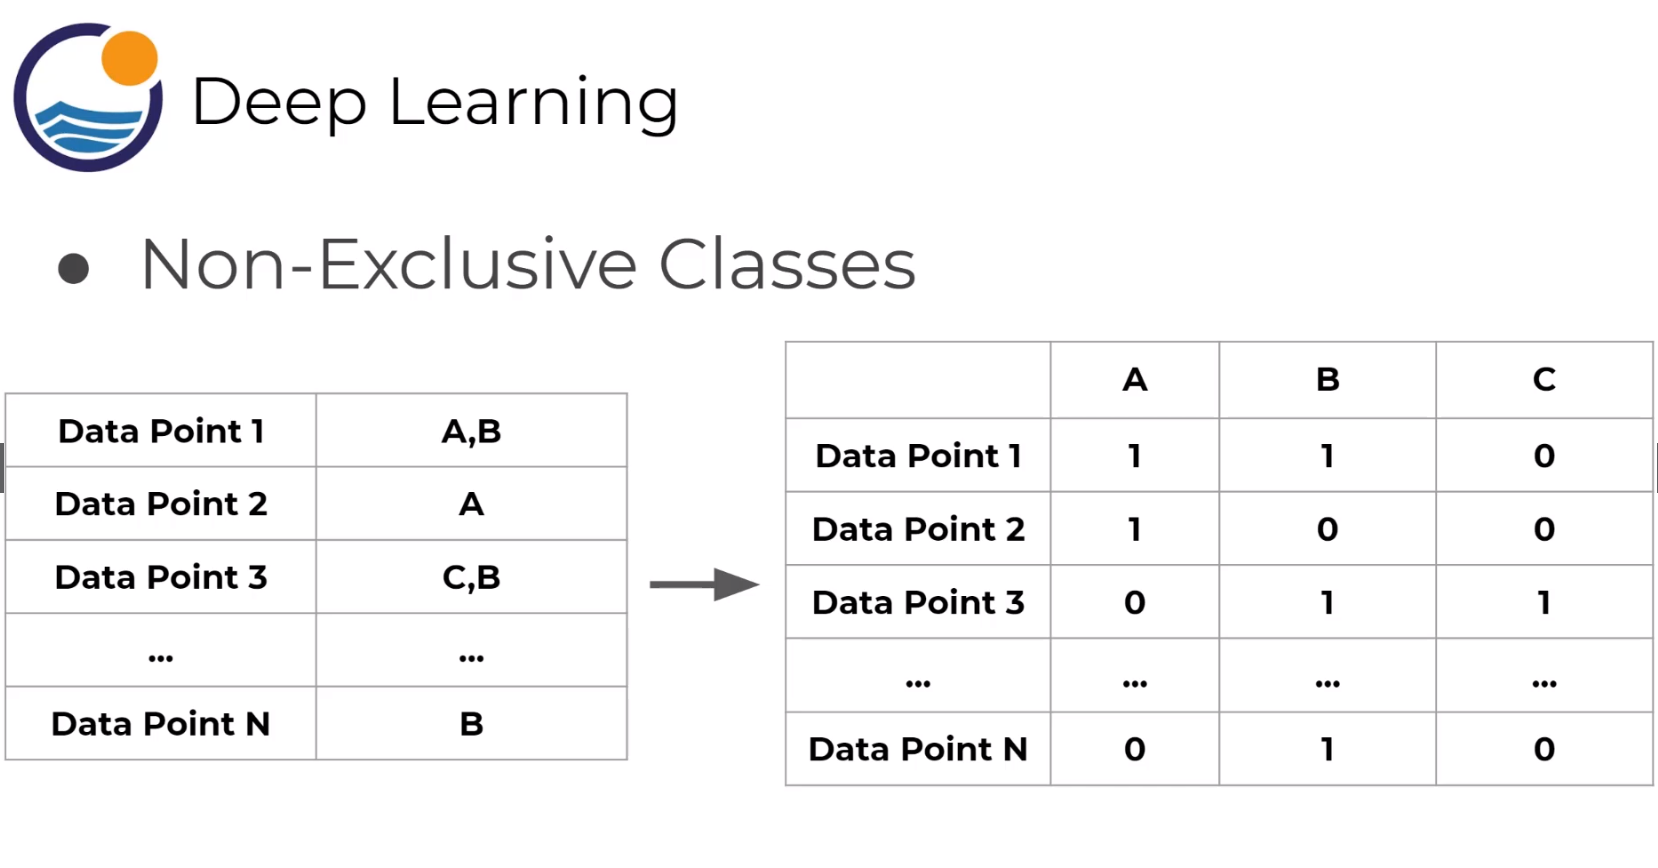 Deep Learning
● Non-Exclusive Classes
Data Point 1 A,B
Data Point 2 A
Data Point 3 C,B
... ...
Data Point N B
A B C
Data Point 1 1 1 0
Data Point 2 1 0 0
Data Point 3 0 1 1
... ... ... ...
Data Point N 0 1 0